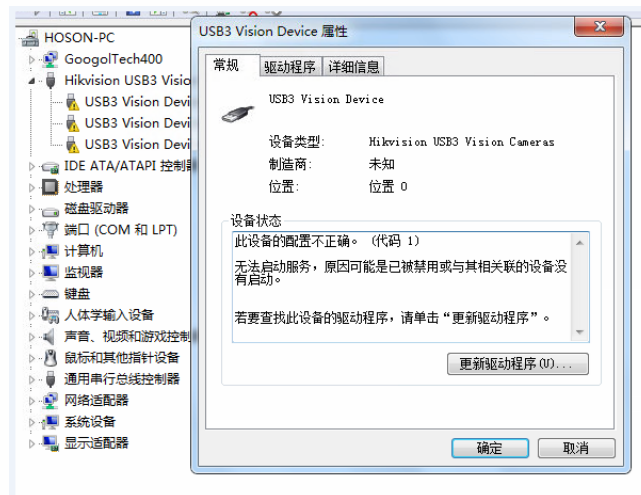 HOSON-PC
GoogolTech400
Hikvision USB3 Visio
USB3 Vision Devi
USB3 Vision Devi
USB3 Vision Devi
IDE ATA/ATAPI 控制
处理器
磁盘驱动器
端口 (COM 和 LPT)
计算机
监视器
键盘
人体学输入设备
声音、视频和游戏控制
鼠标和其他指针设备
通用串行总线控制器
网络适配器
系统设备
显示适配器
USB3 Vision Device 属性
常规 驱动程序 详细信息
USB3 Vision Device
设备类型: Hikvision USB3 Vision Cameras
制造商: 未知
位置: 位置 0
设备状态
此设备的配置不正确。 (代码 1)
无法启动服务，原因可能是已被禁用或与其相关联的设备没
有启动。
若要查找此设备的驱动程序，请单击“更新驱动程序”。
更新驱动程序(U)...
确定 取消